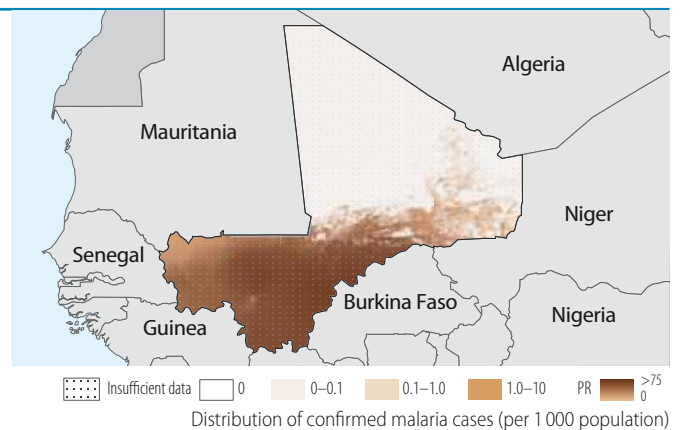 Algeria
Mauritania
Niger
Senegal
Burkina Faso
Nigeria
Guinea
Insufficient data 0 0–0.1 0.1–1.0 1.0–10 PR >75
0
Distribution of confirmed malaria cases (per 1 000 population)